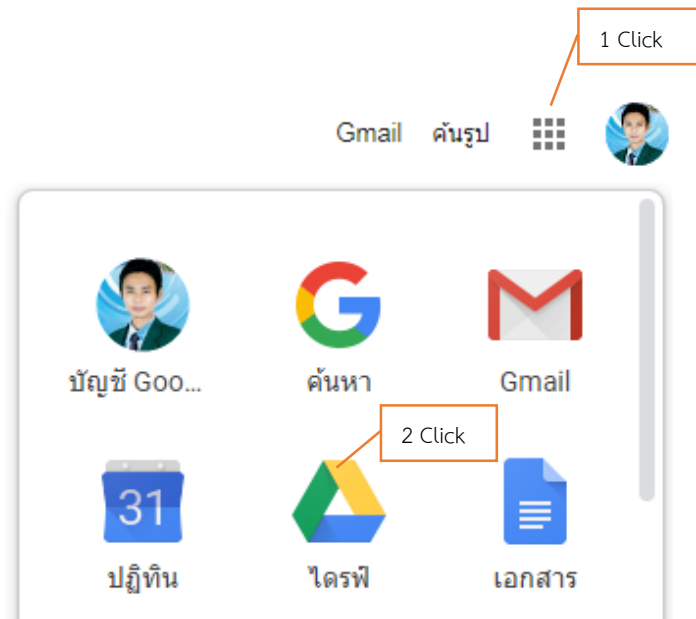 1 Click
Gmail ค้นรูป
บัญชี Goo... ค้นหา Gmail
2 Click
31
ปฏิทิน ไดรฟ์ เอกสาร